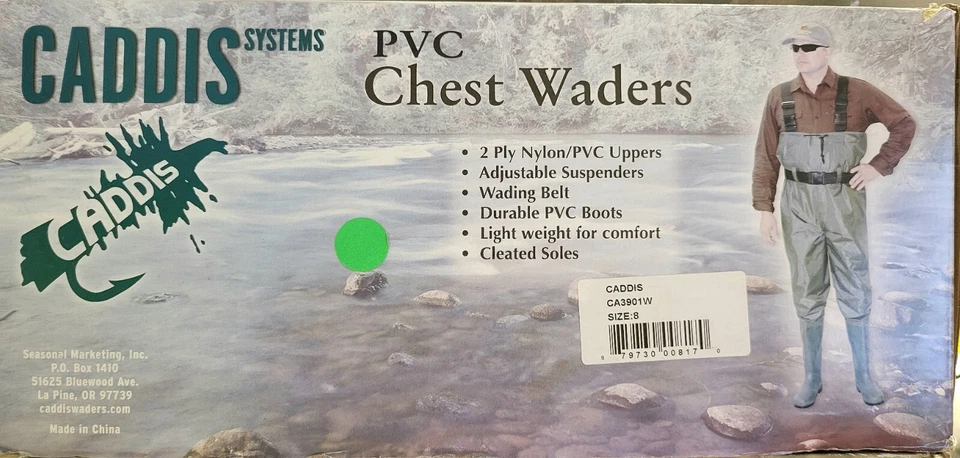 CADDIS SYSTEMS
PVC
Chest Waders
CADDIS
• 2 Ply Nylon/PVC Uppers
• Adjustable Suspenders
• Wading Belt
• Durable PVC Boots
• Light weight for comfort
• Cleated Soles
CADDIS
CA3901W
SIZE:8
6 79730 00817 0
Seasonal Marketing, Inc.
P.O. Box 1410
51625 Bluewood Ave.
La Pine, OR 97739
caddiswaders.com
Made in China